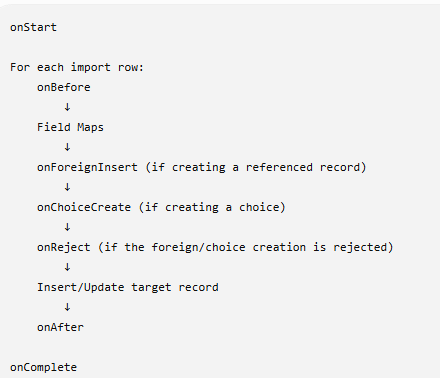 onStart
For each import row:
onBefore
↓
Field Maps
↓
onForeignInsert (if creating a referenced record)
↓
onChoiceCreate (if creating a choice)
↓
onReject (if the foreign/choice creation is rejected)
↓
Insert/Update target record
↓
onAfter
onComplete